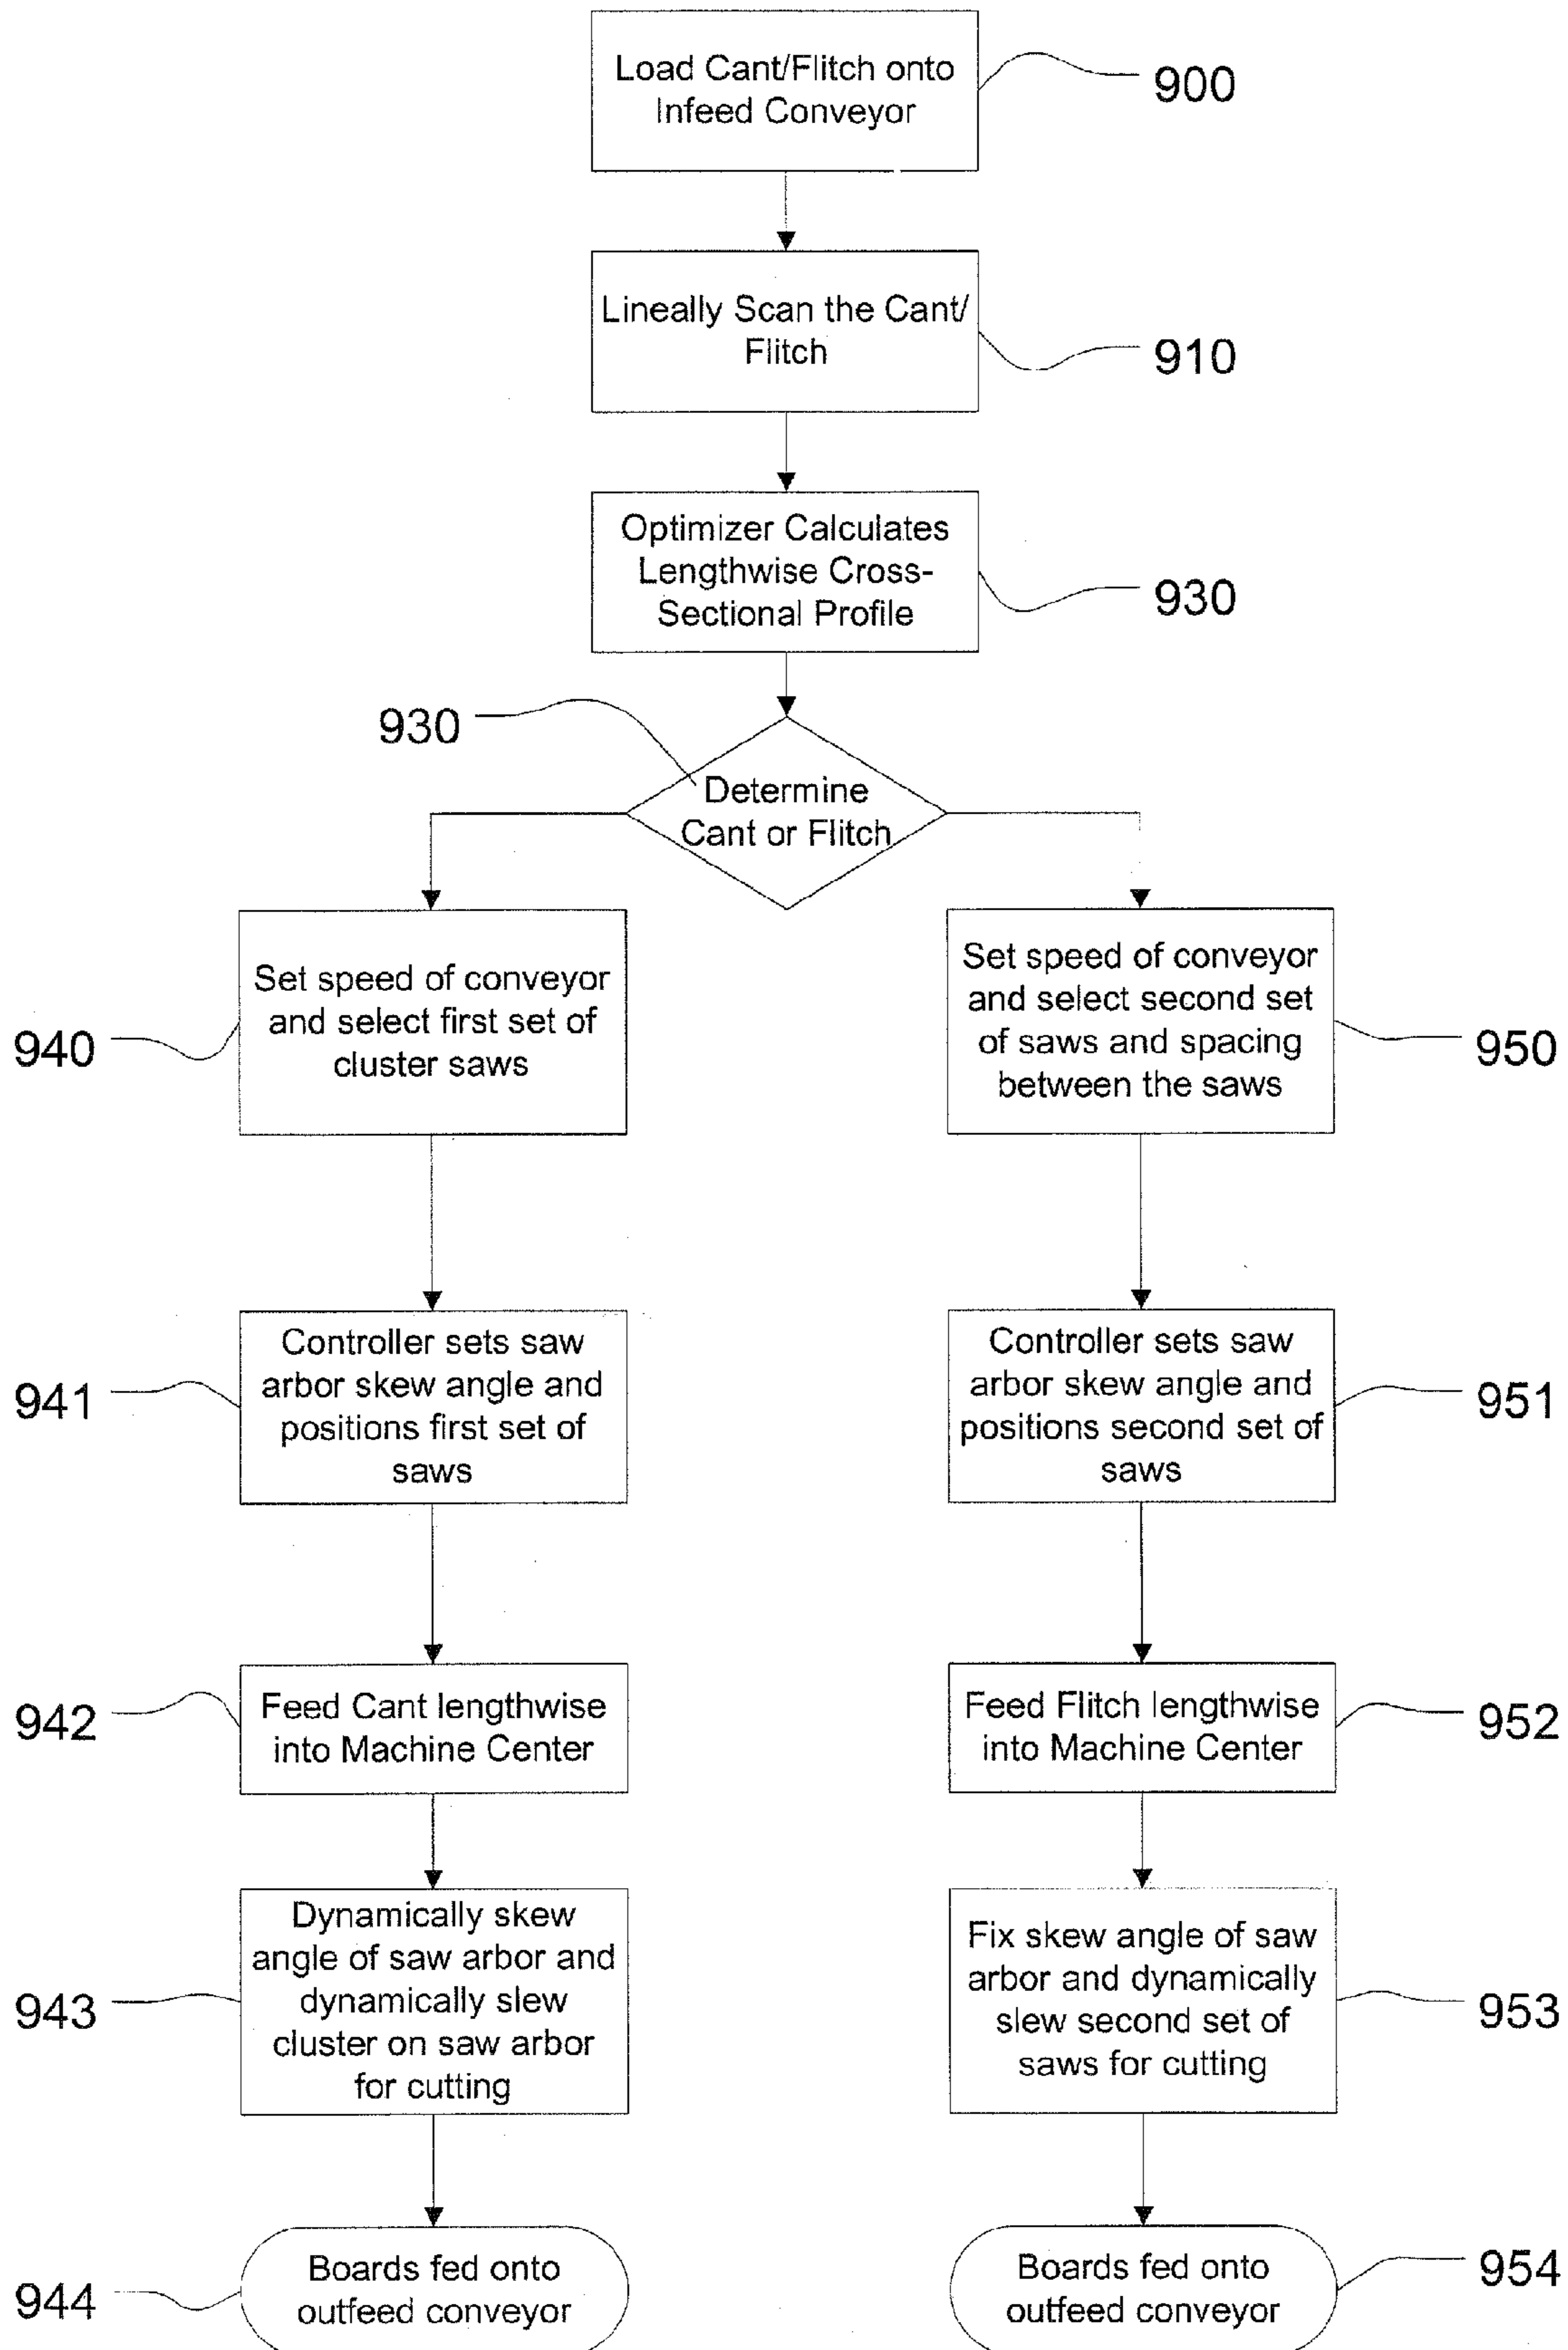 Load Cant/Flitch onto
Infeed Conveyor
900
Lineally Scan the Cant/
Flitch
910
Optimizer Calculates
Lengthwise Cross-
Sectional Profile
930
930
Determine
Cant or Flitch
Set speed of conveyor
and select first set of
cluster saws
940
Set speed of conveyor
and select second set
of saws and spacing
between the saws
950
Controller sets saw
arbor skew angle and
positions first set of
saws
941
Controller sets saw
arbor skew angle and
positions second set of
saws
951
Feed Cant lengthwise
into Machine Center
942
Feed Flitch lengthwise
into Machine Center
952
Dynamically skew
angle of saw arbor and
dynamically slew
cluster on saw arbor
for cutting
943
Fix skew angle of saw
arbor and dynamically
slew second set of
saws for cutting
953
Boards fed onto
outfeed conveyor
944
Boards fed onto
outfeed conveyor
954